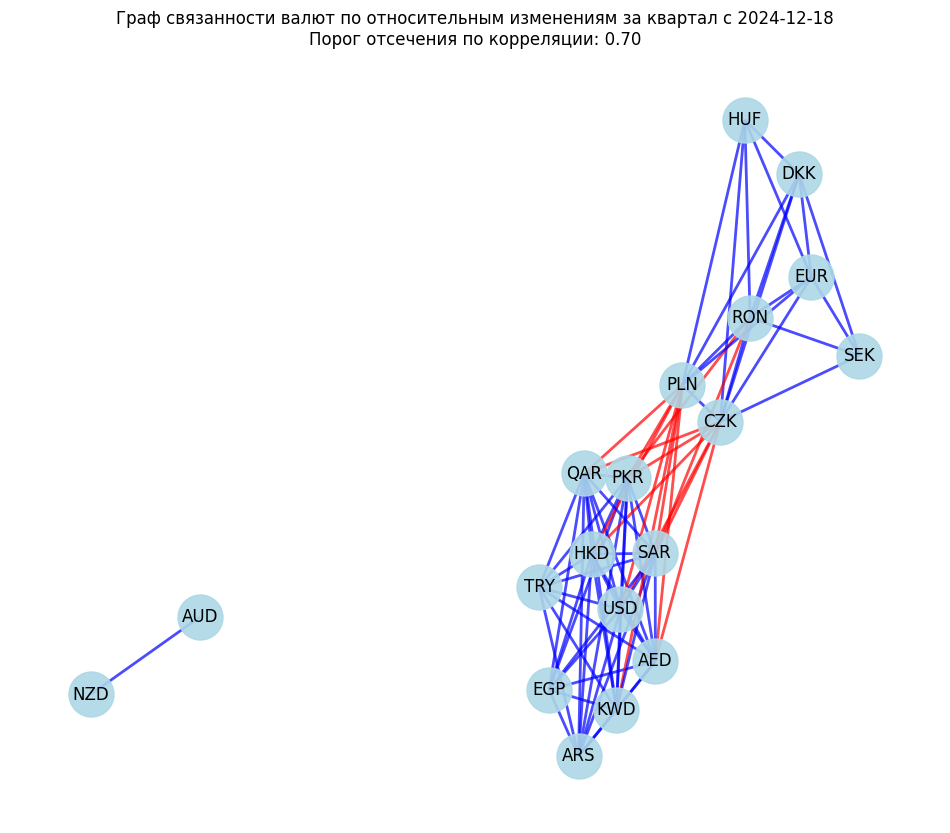 Граф связанности валют по относительным изменениям за квартал с 2024-12-18
Порог отсечения по корреляции: 0.70
HUF
DKK
EUR
RON
SEK
PLN
CZK
QAR
PKR
HKD
SAR
TRY
USD
AUD
AED
EGP
NZD
KWD
ARS